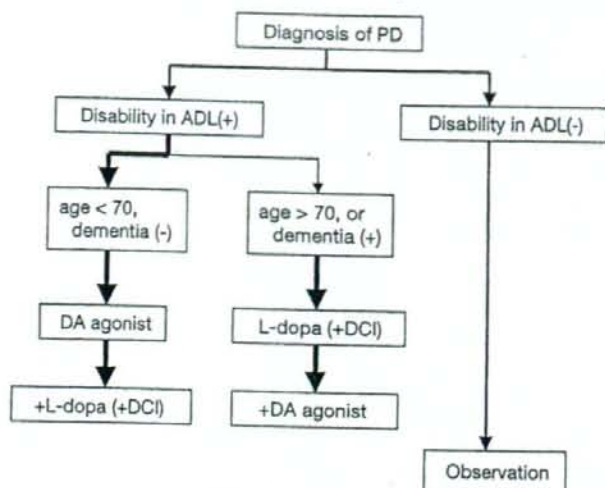 Diagnosis of PD
Disability in ADL(+)
Disability in ADL(-)
age < 70,
dementia (-)
age > 70, or
dementia (+)
DA agonist
L-dopa (+DCI)
+L-dopa (+DCI)
+DA agonist
Observation